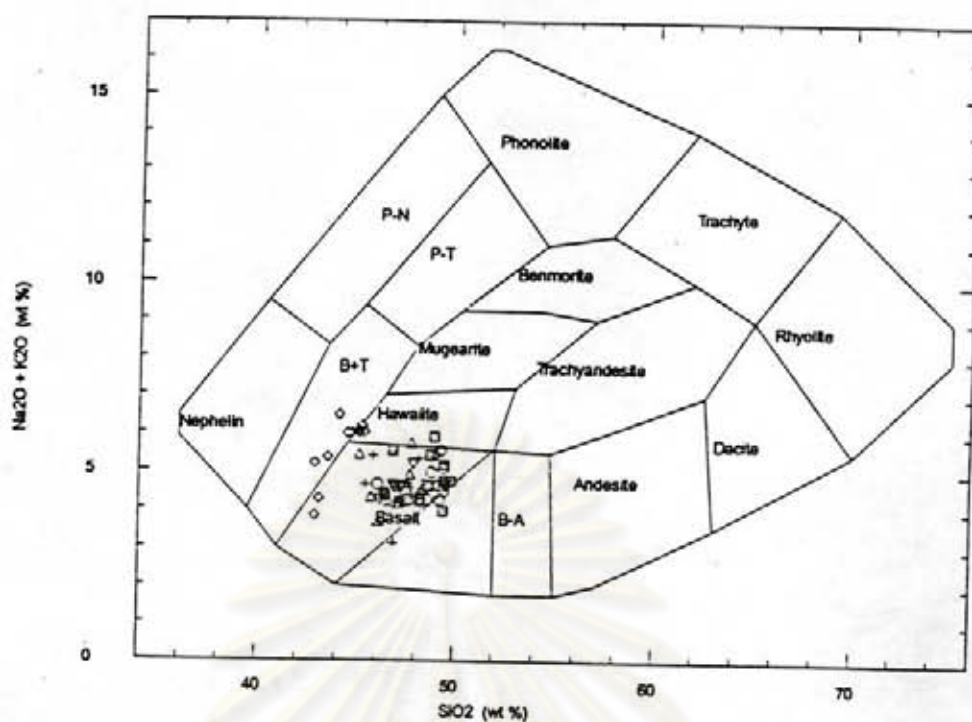 15
10
5
0
Na2O + K2O (wt %)
Phonolite
P-N
Trachyte
P-T
Benmorite
Rhyolite
B+T
Mugearite
Trachyandesite
Nephelin
Hawaiite
Dacite
Andesite
Basalt
B-A
40
50
60
70
SiO2 (wt %)